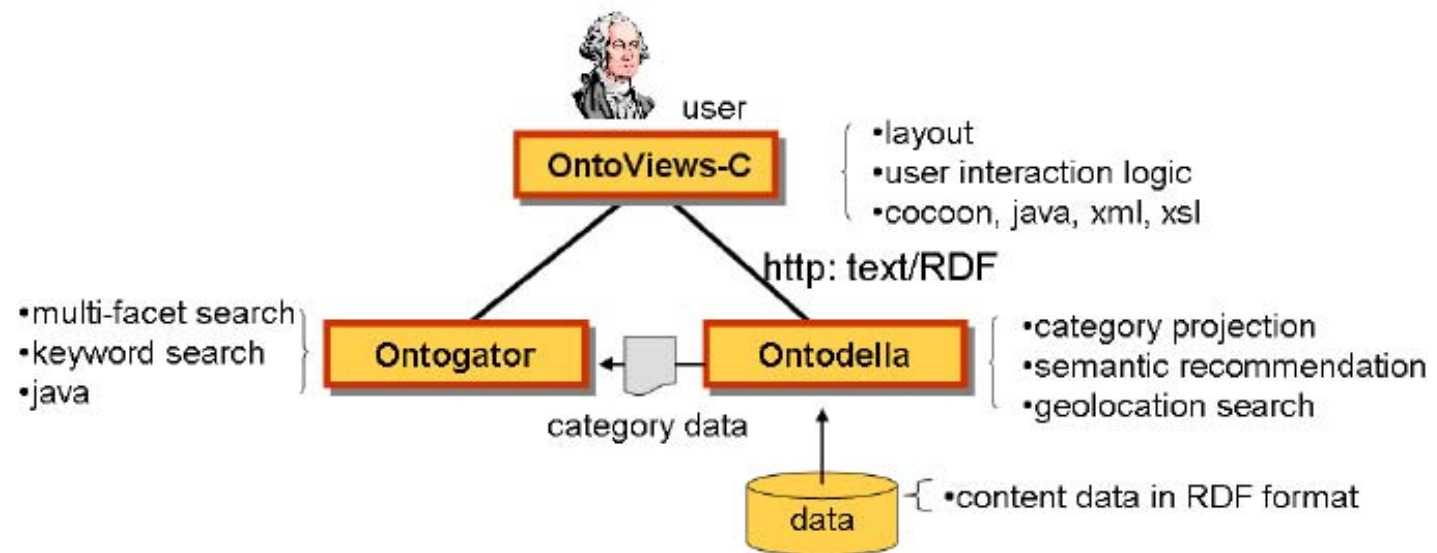 user
OntoViews-C
•layout
•user interaction logic
•cocoon, java, xml, xsl
http: text/RDF
•multi-facet search
•keyword search
•java
Ontogator
Ontodella
•category projection
•semantic recommendation
•geolocation search
category data
data
•content data in RDF format